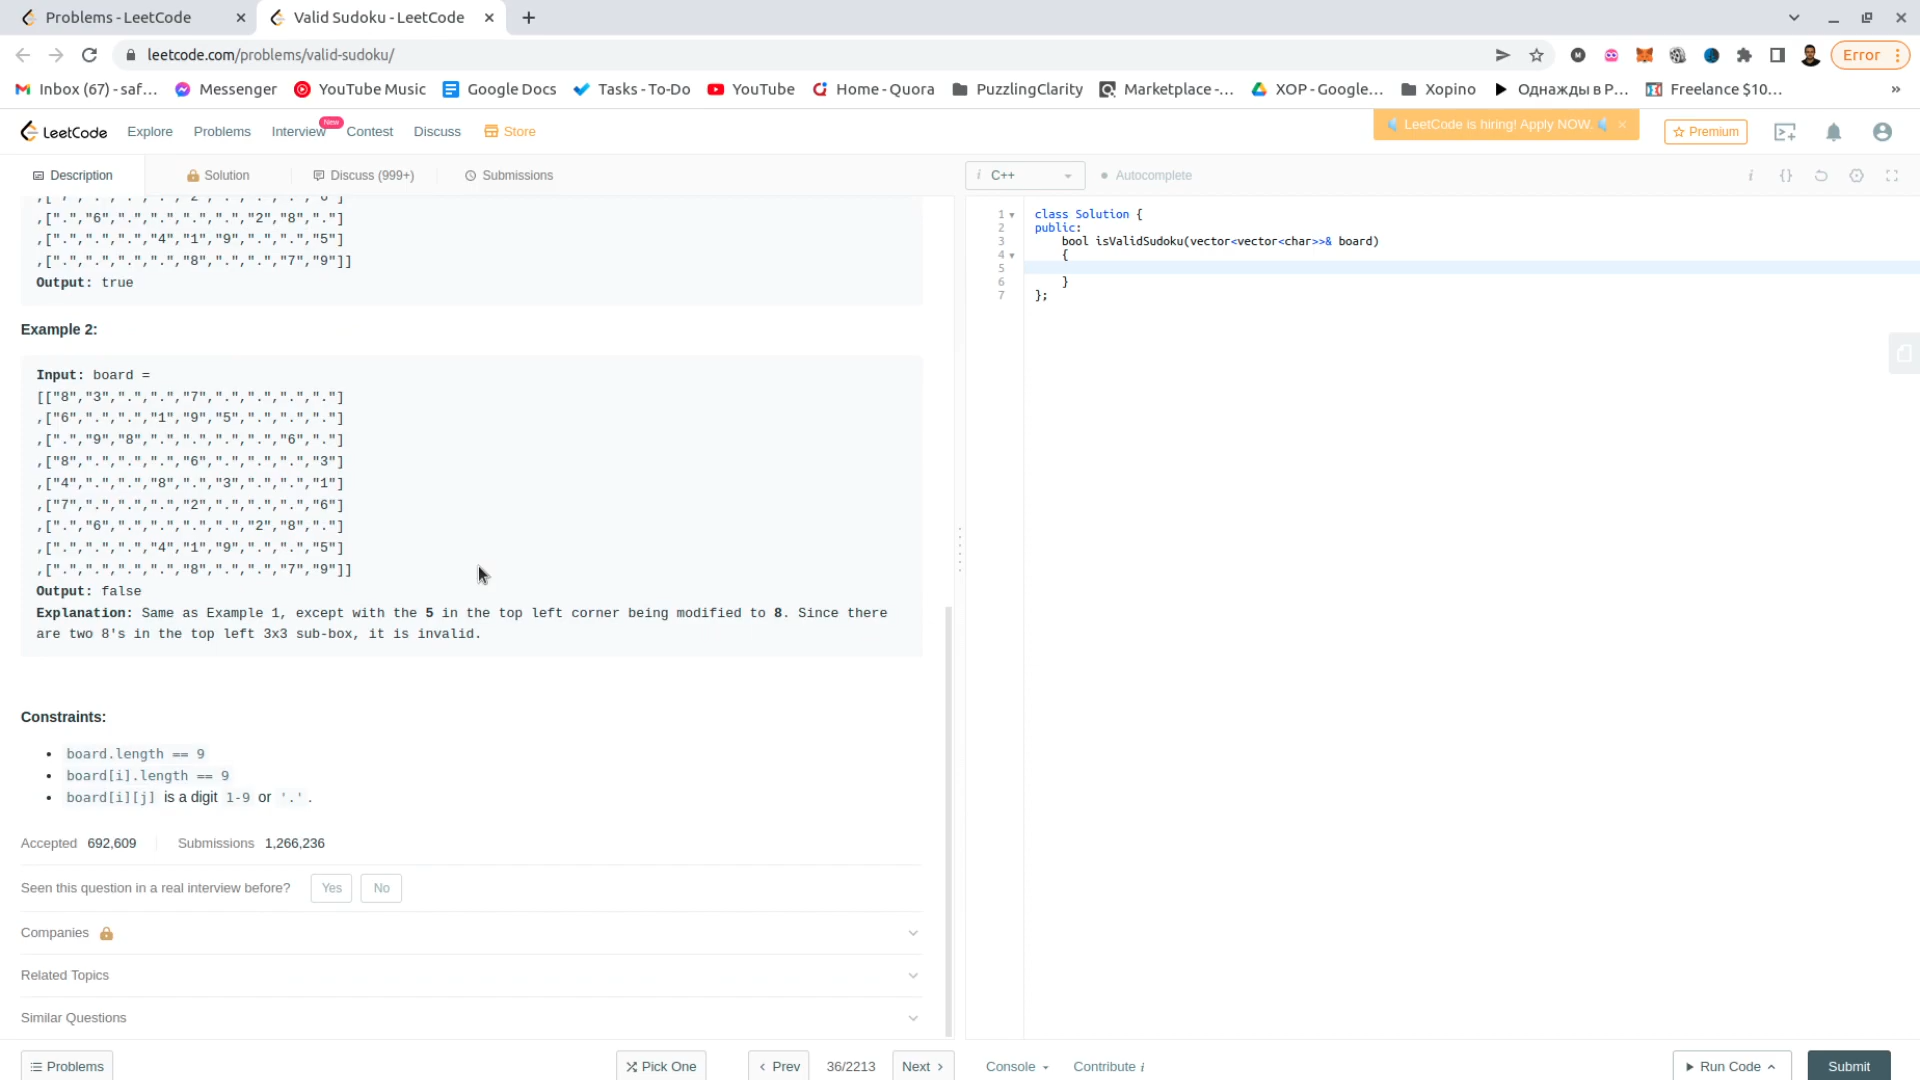 Problems - LeetCode
Valid Sudoku - LeetCode
leetcode.com/problems/valid-sudoku/
Error
Inbox (67) - saf...
Messenger
YouTube Music
Google Docs
Tasks - To-Do
YouTube
Home - Quora
PuzzlingClarity
Marketplace -...
XOP - Google...
Xopino
Однажды в Р...
Freelance $10...
»
LeetCode
Explore
Problems
Interview
New
Contest
Discuss
Store
LeetCode is hiring! Apply NOW.
Premium
Description
Solution
Discuss (999+)
Submissions
i C++
Autocomplete
,[".","6",".",".",".",".","2","8","."]
,[".",".",".","4","1","9",".",".","5"]
,[".",".",".",".","8",".",".","7","9"]]
Output: true
Example 2:
Input: board =
[["8","3",".",".","7",".",".",".","."]
,["6",".",".","1","9","5",".",".","."]
,[".","9","8",".",".",".",".","6","."]
,["8",".",".",".","6",".",".",".","3"]
,["4",".",".","8",".","3",".",".","1"]
,["7",".",".",".","2",".",".",".","6"]
,[".","6",".",".",".",".","2","8","."]
,[".",".",".","4","1","9",".",".","5"]
,[".",".",".",".","8",".",".","7","9"]]
Output: false
Explanation: Same as Example 1, except with the 5 in the top left corner being modified to 8. Since there
are two 8's in the top left 3x3 sub-box, it is invalid.
Constraints:
• board.length == 9
• board[i].length == 9
• board[i][j] is a digit 1-9 or '.'.
Accepted 692,609
Submissions 1,266,236
Seen this question in a real interview before?
Yes
No
Companies
Related Topics
Similar Questions
Problems
Pick One
‹ Prev
36/2213
Next ›
1 class Solution {
2 public:
3 bool isValidSudoku(vector<vector<char>>& board)
4 {
5
6 }
7 };
Console
Contribute i
Run Code
Submit